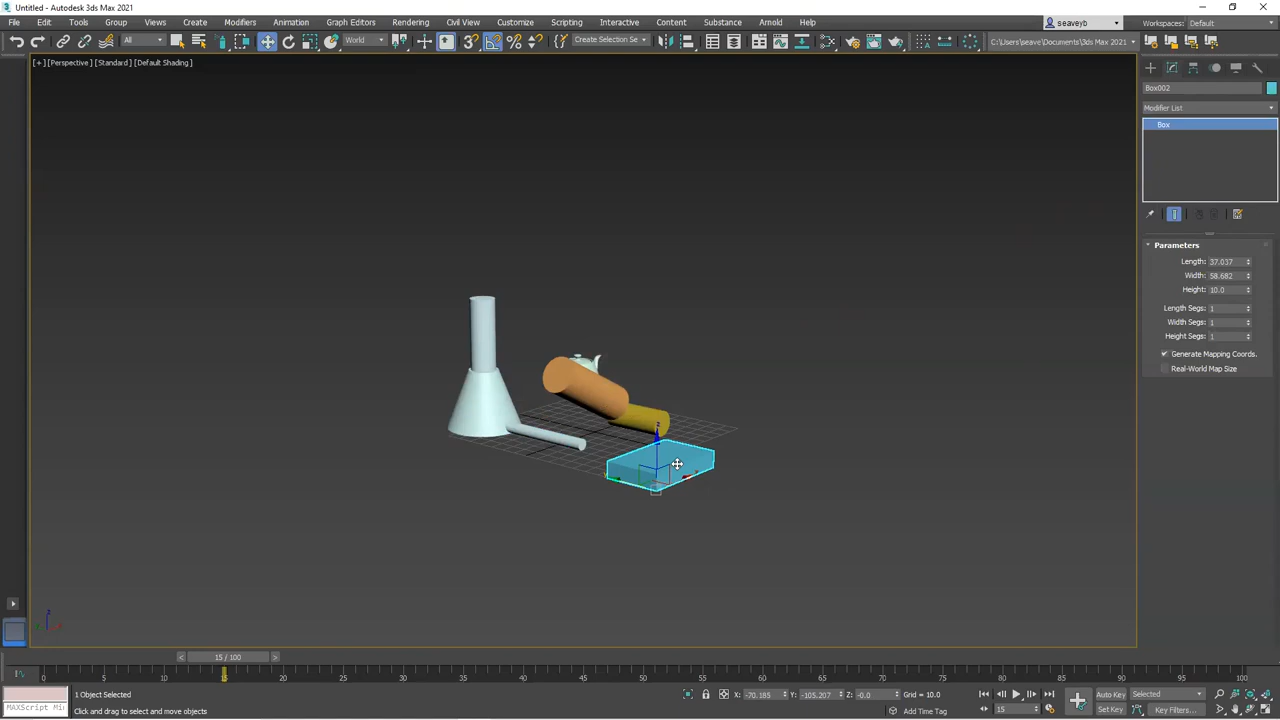 Untitled - Autodesk 3ds Max 2021
File Edit Tools Group Views Create Modifiers Animation Graph Editors Rendering Civil View Customize Scripting Interactive Content Substance Arnold Help seaveyb Workspaces: Default
All World Create Selection Se C:\seave\Documents\3ds Max 2021
[+] [Perspective ] [Standard ] [Default Shading ]
Box002
Modifier List
Box
Parameters
Length: 37.037
Width: 58.682
Height: 10.0
Length Segs: 1
Width Segs: 1
Height Segs: 1
Generate Mapping Coords.
Real-World Map Size
z
y
z
15 / 100
0 5 10 15 20 25 30 35 40 45 50 55 60 65 70 75 80 85 90 95 100
1 Object Selected X: -70.185 Y: -105.207 Z: -0.0 Grid = 10.0 Auto Key Selected
MAXScript Mi Click and drag to select and move objects Add Time Tag 15 Set Key Key Filters...